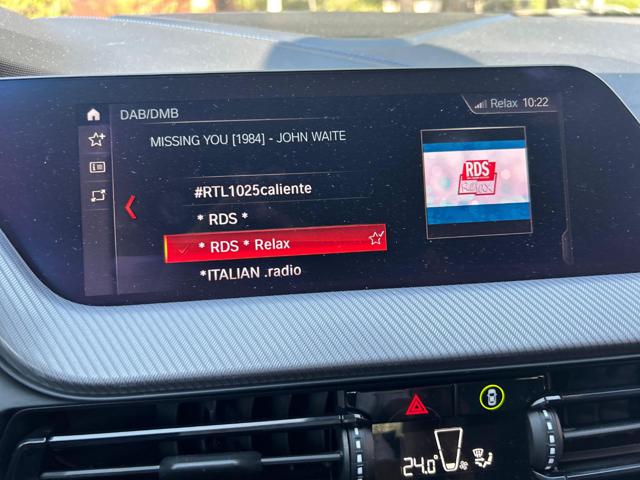 DAB/DMB
Relax 10:22
MISSING YOU [1984] - JOHN WAITE
#RTL1025caliente
* RDS *
* RDS * Relax
*ITALIAN .radio
RDS
Relax
24.0